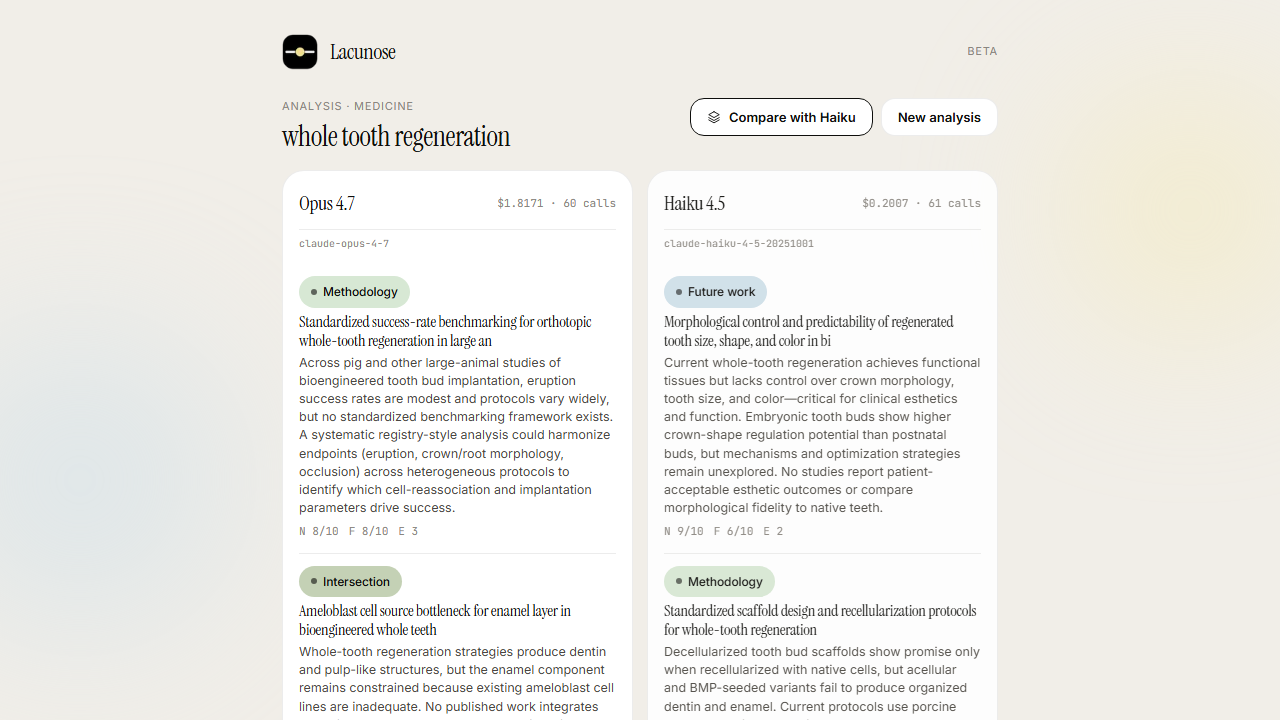 Lacunose
BETA
ANALYSIS · MEDICINE
whole tooth regeneration
Compare with Haiku
New analysis
Opus 4.7
$1.8171 · 60 calls
claude-opus-4-7
Methodology
Standardized success-rate benchmarking for orthotopic
whole-tooth regeneration in large an
Across pig and other large-animal studies of
bioengineered tooth bud implantation, eruption
success rates are modest and protocols vary widely,
but no standardized benchmarking framework exists.
A systematic registry-style analysis could harmonize
endpoints (eruption, crown/root morphology,
occlusion) across heterogeneous protocols to
identify which cell-reassociation and implantation
parameters drive success.
N 8/10 F 8/10 E 3
Intersection
Ameloblast cell source bottleneck for enamel layer in
bioengineered whole teeth
Whole-tooth regeneration strategies produce dentin
and pulp-like structures, but the enamel component
remains constrained because existing ameloblast cell
lines are inadequate. No published work integrates
Haiku 4.5
$0.2007 · 61 calls
claude-haiku-4-5-20251001
Future work
Morphological control and predictability of regenerated
tooth size, shape, and color in bi
Current whole-tooth regeneration achieves functional
tissues but lacks control over crown morphology,
tooth size, and color—critical for clinical esthetics
and function. Embryonic tooth buds show higher
crown-shape regulation potential than postnatal
buds, but mechanisms and optimization strategies
remain unexplored. No studies report patient-
acceptable esthetic outcomes or compare
morphological fidelity to native teeth.
N 9/10 F 6/10 E 2
Methodology
Standardized scaffold design and recellularization protocols
for whole-tooth regeneration
Decellularized tooth bud scaffolds show promise only
when recellularized with native cells, but acellular
and BMP-seeded variants fail to produce organized
dentin and enamel. Current protocols use porcine